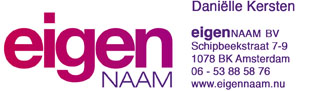 eigen
NAAM
Daniëlle Kersten
eigenNAAM BV
Schipbeekstraat 7-9
1078 BK Amsterdam
06 - 53 88 58 76
www.eigennaam.nu